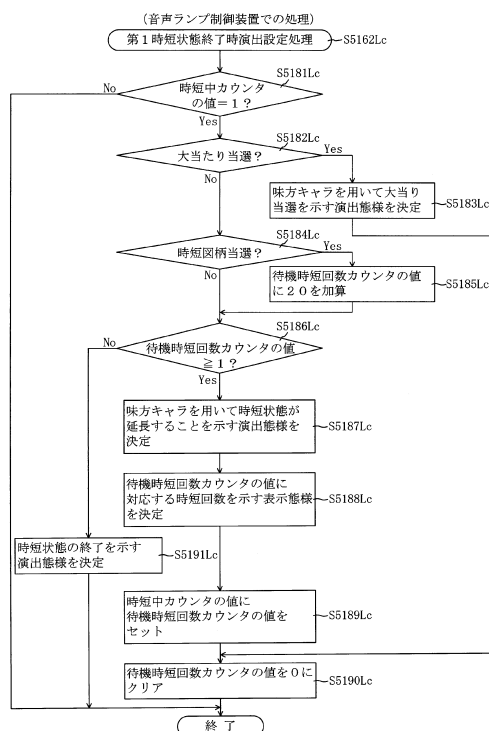 (音声ランプ制御装置での処理)
第1時短状態終了時演出設定処理
S5162Lc
S5181Lc
時短中カウンタ
の値=1?
No
Yes
S5182Lc
大当たり当選?
Yes
No
味方キャラを用いて大当り
当選を示す演出態様を決定
S5183Lc
S5184Lc
時短図柄当選?
Yes
No
待機時短回数カウンタの値
に20を加算
S5185Lc
S5186Lc
待機時短回数カウンタの値
≧1?
No
Yes
味方キャラを用いて時短状態が
延長することを示す演出態様を
決定
S5187Lc
待機時短回数カウンタの値に
対応する時短回数を示す表示態様
を決定
S5188Lc
時短状態の終了を示す
演出態様を決定
S5191Lc
時短中カウンタの値に
待機時短回数カウンタの値を
セット
S5189Lc
待機時短回数カウンタの値を0に
クリア
S5190Lc
終了